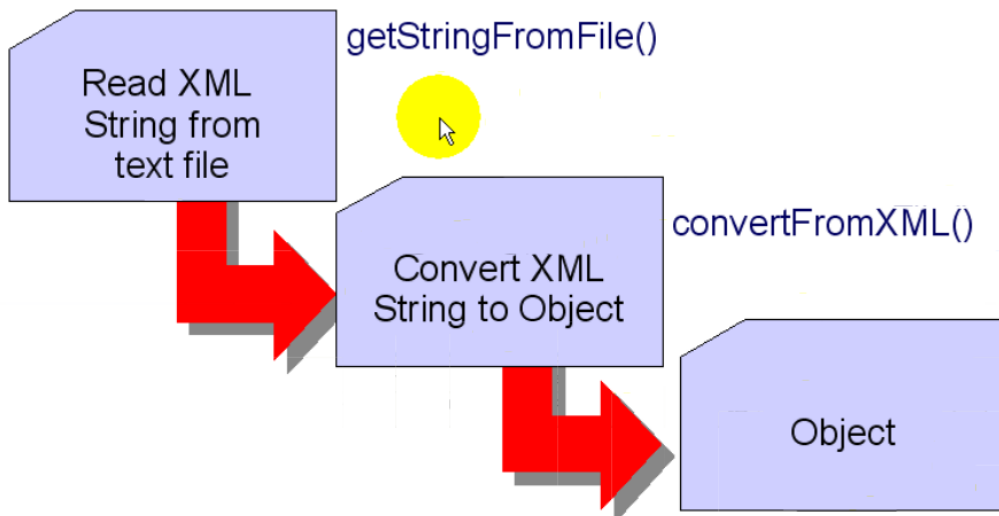 getStringFromFile()
Read XML
String from
text file
convertFromXML()
Convert XML
String to Object
Object